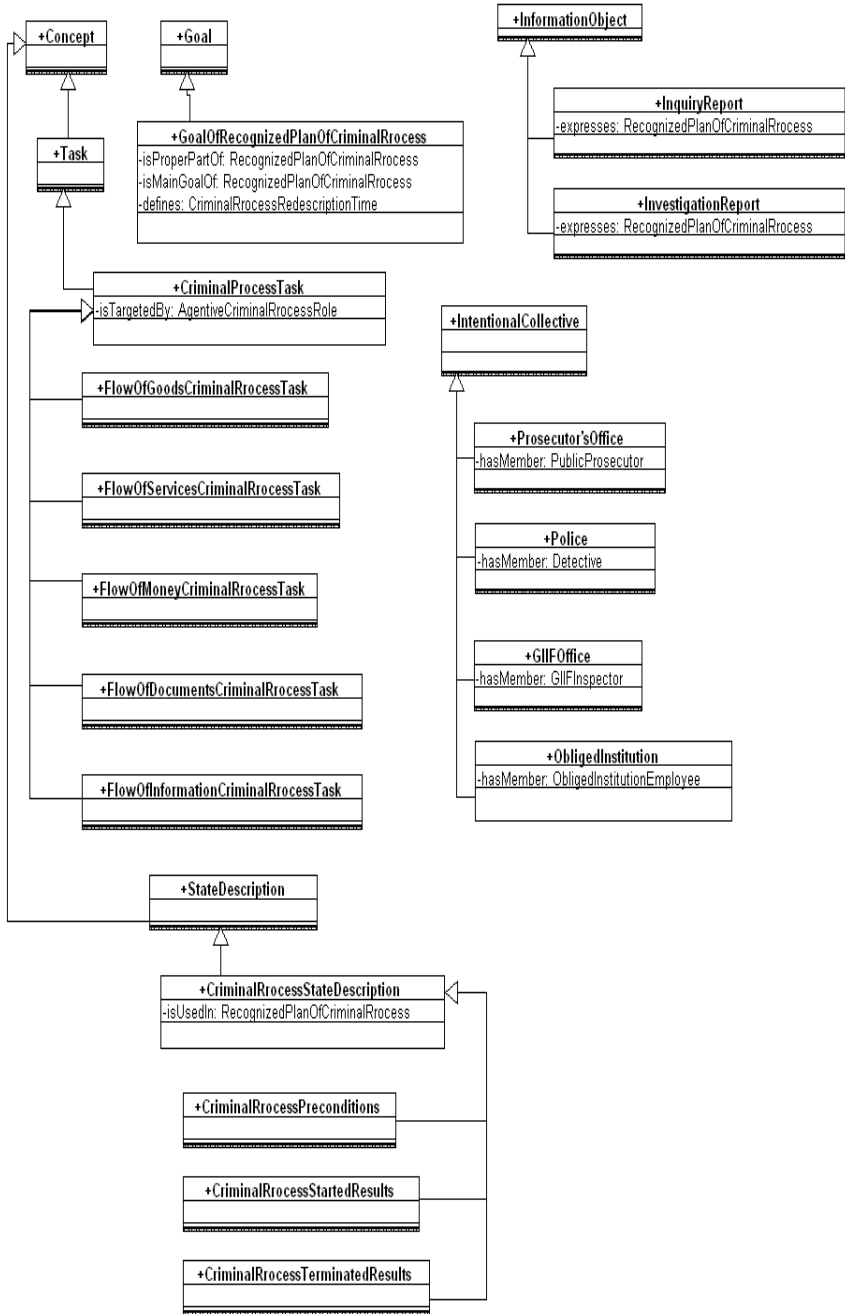 +Concept
+Goal
+InformationObject
+InquiryReport
-expresses: RecognizedPlanOfCriminalRrocess
+GoalOfRecognizedPlanOfCriminalRrocess
-isProperPartOf: RecognizedPlanOfCriminalRrocess
-isMainGoalOf: RecognizedPlanOfCriminalRrocess
-defines: CriminalRrocessRedescriptionTime
+Task
+InvestigationReport
-expresses: RecognizedPlanOfCriminalRrocess
+CriminalProcessTask
-isTargetedBy: AgentiveCriminalRrocessRole
+IntentionalCollective
+FlowOfGoodsCriminalRrocessTask
+Prosecutor'sOffice
-hasMember: PublicProsecutor
+FlowOfServicesCriminalRrocessTask
+Police
-hasMember: Detective
+FlowOfMoneyCriminalRrocessTask
+GIIFOffice
-hasMember: GIIFInspector
+FlowOfDocumentsCriminalRrocessTask
+ObligedInstitution
-hasMember: ObligedInstitutionEmployee
+FlowOfInformationCriminalRrocessTask
+StateDescription
+CriminalRrocessStateDescription
-isUsedIn: RecognizedPlanOfCriminalRrocess
+CriminalRrocessPreconditions
+CriminalRrocessStartedResults
+CriminalRrocessTerminatedResults